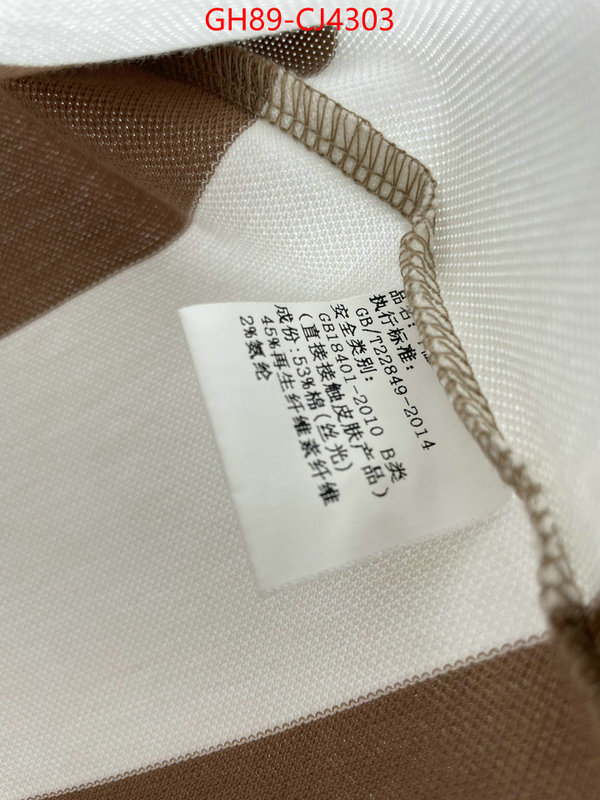 GH89-CJ4303
品名：
执行标准：
GB/T22849-2014
安全类别：
GB18401-2010 B类
(直接接触皮肤产品)
成份:53%棉(丝光)
45%再生纤维素纤维
2%氨纶